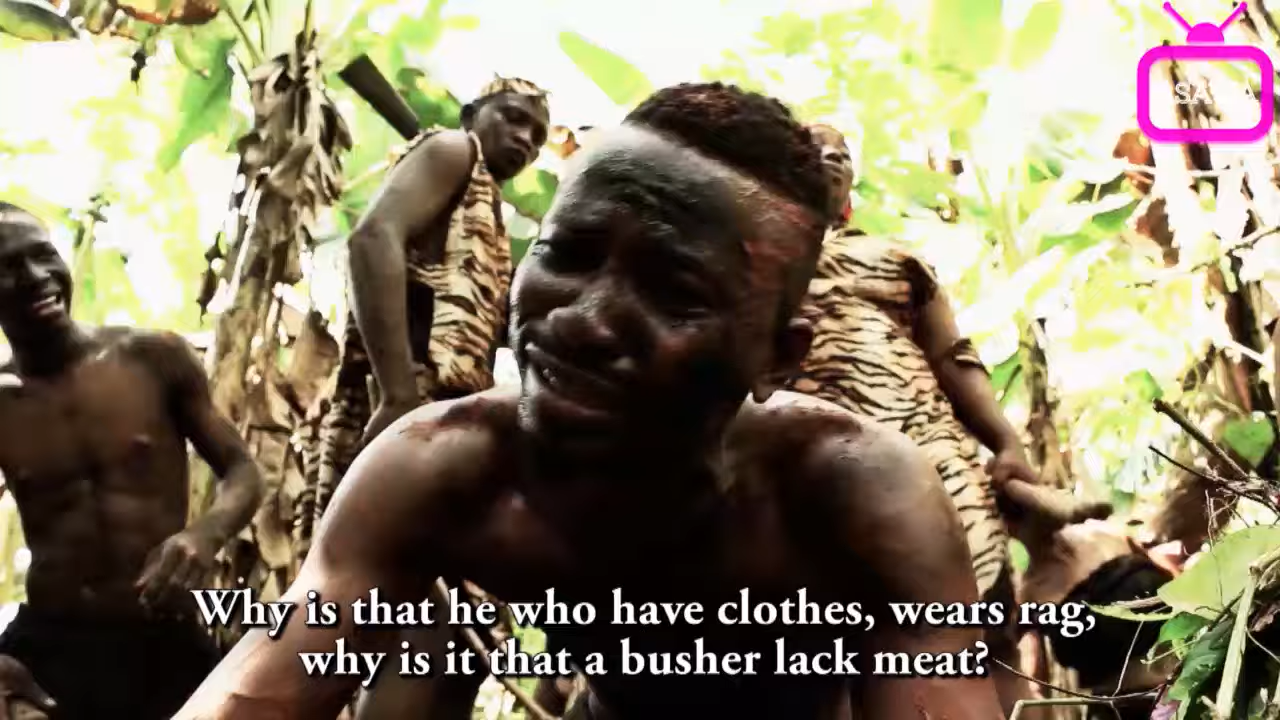 Why is that he who have clothes, wears rag,
why is it that a busher lack meat?